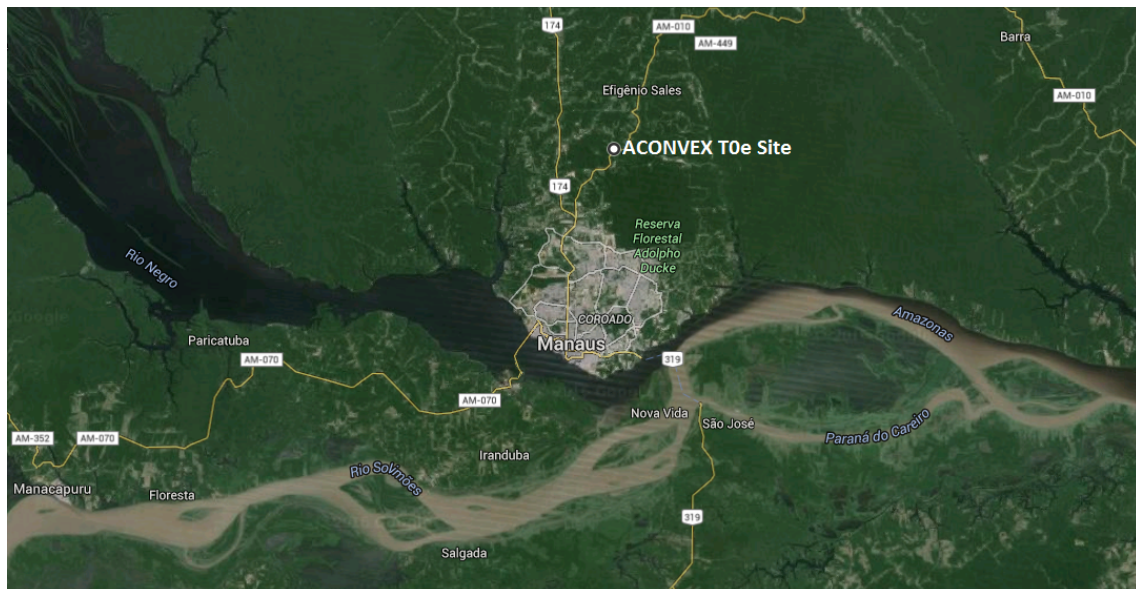 174
AM-010
AM-449
Barra
Efigênio Sales
AM-010
ACONVEX T0e Site
174
Reserva
Florestal
Adolpho
Ducke
Rio Negro
Google
COROADO
Amazonas
Manaus
Paricatuba
AM-070
319
AM-070
Nova Vida
São José
Paraná do Careiro
AM-352
AM-070
Iranduba
Rio Solimões
Manacapuru
Floresta
319
Salgada